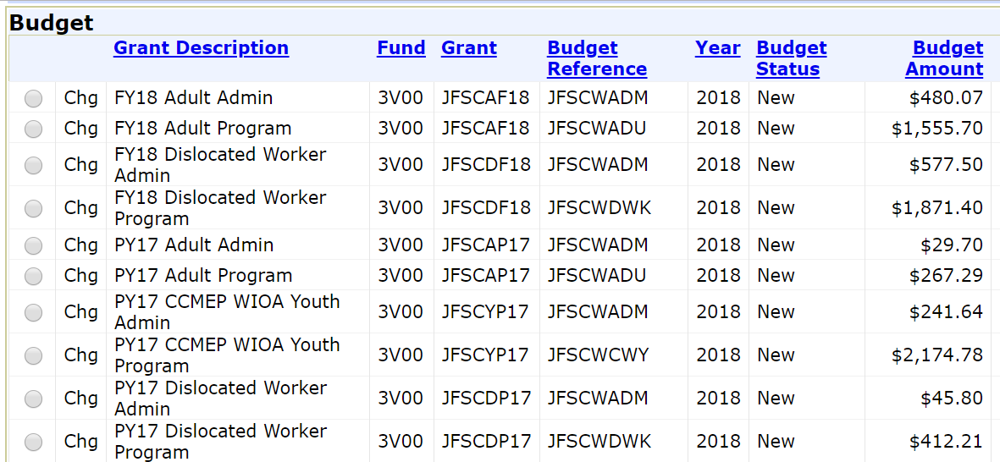 Budget
Grant Description Fund Grant Budget Reference Year Budget Status Budget Amount
Chg FY18 Adult Admin 3V00 JFSCAF18 JFSCWADM 2018 New $480.07
Chg FY18 Adult Program 3V00 JFSCAF18 JFSCWADU 2018 New $1,555.70
Chg FY18 Dislocated Worker Admin 3V00 JFSCDF18 JFSCWADM 2018 New $577.50
Chg FY18 Dislocated Worker Program 3V00 JFSCDF18 JFSCWDWK 2018 New $1,871.40
Chg PY17 Adult Admin 3V00 JFSCAP17 JFSCWADM 2018 New $29.70
Chg PY17 Adult Program 3V00 JFSCAP17 JFSCWADU 2018 New $267.29
Chg PY17 CCMEP WIOA Youth Admin 3V00 JFSCYP17 JFSCWADM 2018 New $241.64
Chg PY17 CCMEP WIOA Youth Program 3V00 JFSCYP17 JFSCWCWY 2018 New $2,174.78
Chg PY17 Dislocated Worker Admin 3V00 JFSCDP17 JFSCWADM 2018 New $45.80
Chg PY17 Dislocated Worker Program 3V00 JFSCDP17 JFSCWDWK 2018 New $412.21